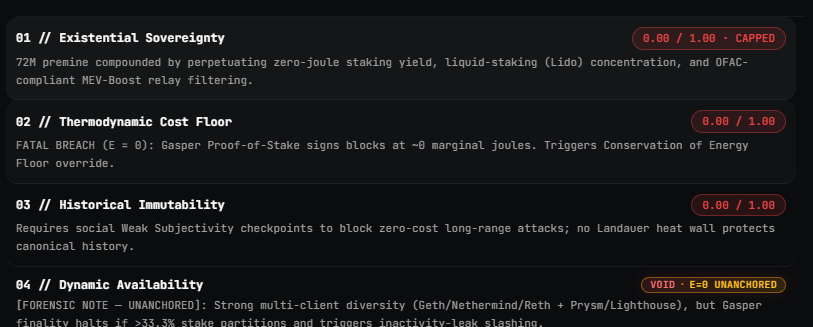 01 // Existential Sovereignty
0.00 / 1.00 · CAPPED
72M premine compounded by perpetuating zero-joule staking yield, liquid-staking (Lido) concentration, and OFAC-
compliant MEV-Boost relay filtering.
02 // Thermodynamic Cost Floor
0.00 / 1.00
FATAL BREACH (E = 0): Gasper Proof-of-Stake signs blocks at ~0 marginal joules. Triggers Conservation of Energy
Floor override.
03 // Historical Immutability
0.00 / 1.00
Requires social Weak Subjectivity checkpoints to block zero-cost long-range attacks; no Landauer heat wall protects
canonical history.
04 // Dynamic Availability
VOID · E=0 UNANCHORED
[FORENSIC NOTE — UNANCHORED]: Strong multi-client diversity (Geth/Nethermind/Reth + Prysm/Lighthouse), but Gasper
finality halts if >33.3% stake partitions and triggers inactivity-leak slashing.